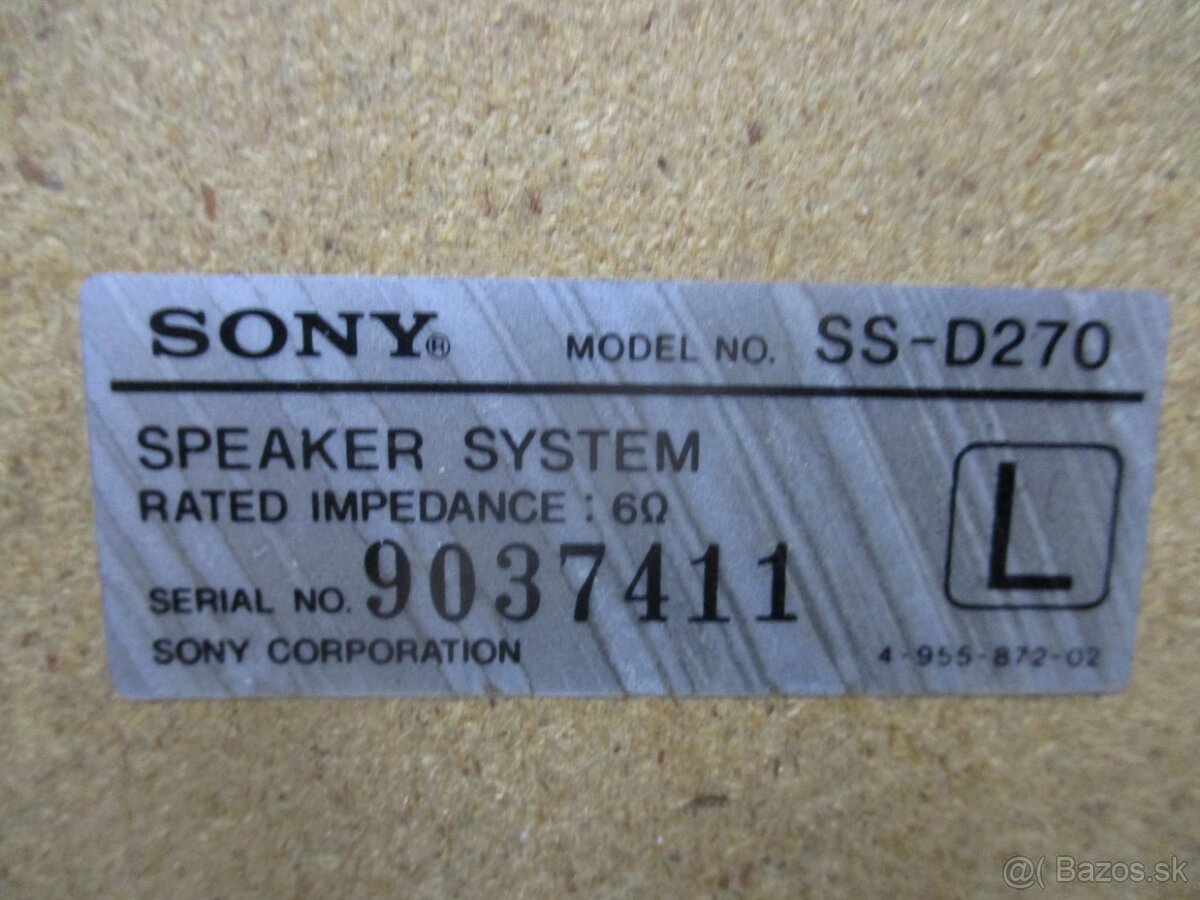 SONY® MODEL NO. SS-D270
SPEAKER SYSTEM
RATED IMPEDANCE : 6Ω
L
SERIAL NO. 9037411
SONY CORPORATION 4-955-872-02
@( Bazos.sk